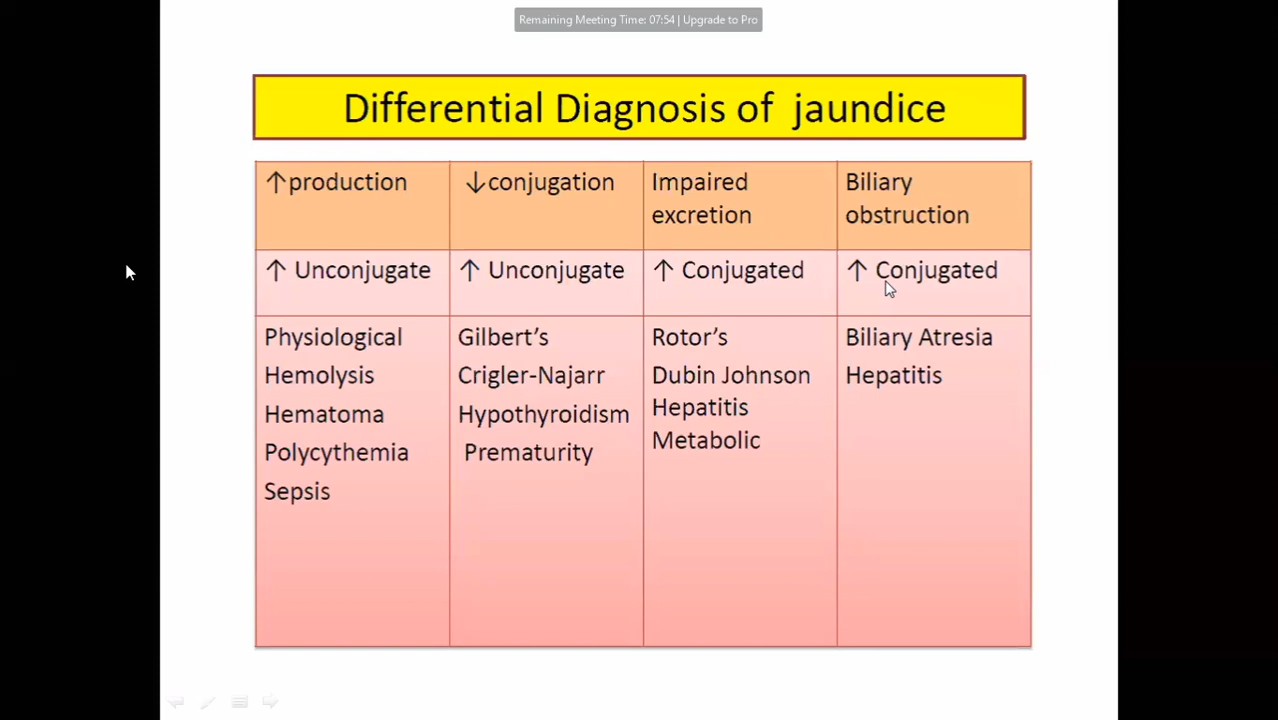 Remaining Meeting Time: 07:54 | Upgrade to Pro
Differential Diagnosis of jaundice
↑production
↓conjugation
Impaired
excretion
Biliary
obstruction
↑ Unconjugate
↑ Unconjugate
↑ Conjugated
↑ Conjugated
Physiological
Hemolysis
Hematoma
Polycythemia
Sepsis
Gilbert’s
Crigler-Najarr
Hypothyroidism
Prematurity
Rotor’s
Dubin Johnson
Hepatitis
Metabolic
Biliary Atresia
Hepatitis